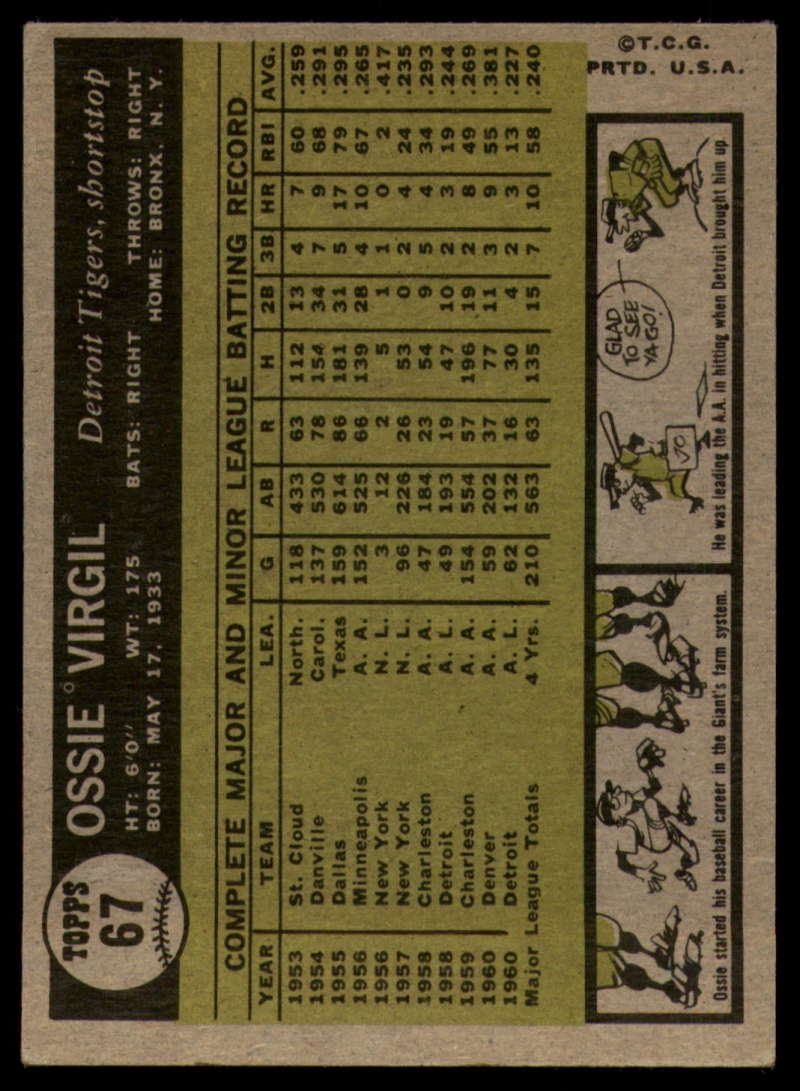 TOPPS
67
OSSIE VIRGIL
Detroit Tigers, shortstop
HT: 6'0" WT: 175 BATS: RIGHT THROWS: RIGHT
BORN: MAY 17, 1933 HOME: BRONX, N. Y.
COMPLETE MAJOR AND MINOR LEAGUE BATTING RECORD
YEAR TEAM LEA. G AB R H 2B 3B HR RBI AVG.
1953 St. Cloud North. 118 433 63 112 13 4 7 60 .259
1954 Danville Carol. 137 530 78 154 34 7 9 68 .291
1955 Dallas Texas 159 614 86 181 31 5 17 79 .295
1956 Minneapolis A. A. 152 525 66 139 28 4 10 67 .265
1956 New York N. L. 3 12 2 5 1 1 0 2 .417
1957 New York N. L. 96 226 26 53 0 2 4 24 .235
1958 Charleston A. A. 47 184 23 54 9 5 4 34 .293
1958 Detroit A. L. 49 193 19 47 10 2 3 19 .244
1959 Charleston A. A. 154 554 57 196 19 2 8 49 .269
1960 Denver A. A. 59 202 37 77 11 3 9 55 .381
1960 Detroit A. L. 62 132 16 30 4 2 3 13 .227
Major League Totals 4 Yrs. 210 563 63 135 15 7 10 58 .240
Ossie started his baseball career in the Giant's farm system.
GLAD
TO SEE
YA GO!
VO
He was leading the A.A. in hitting when Detroit brought him up
©T.C.G.
PRTD. U.S.A.